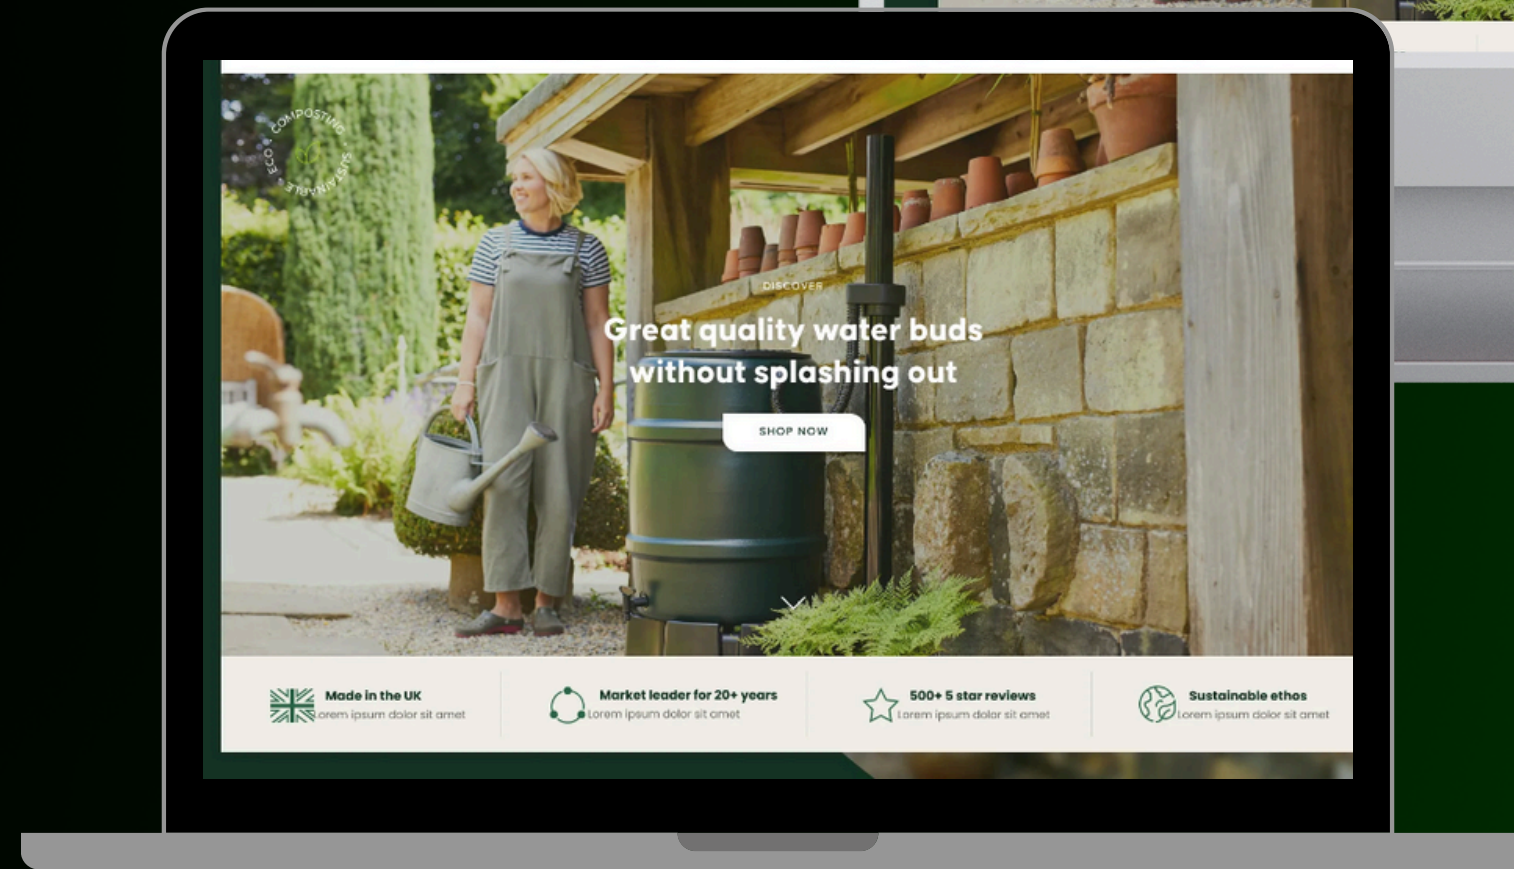 COMPOSTING · SUSTAINABLE · ECO ·
DISCOVER
Great quality water buds
without splashing out
SHOP NOW
Made in the UK
Lorem ipsum dolor sit amet
Market leader for 20+ years
Lorem ipsum dolor sit amet
500+ 5 star reviews
Lorem ipsum dolor sit amet
Sustainable ethos
Lorem ipsum dolor sit amet